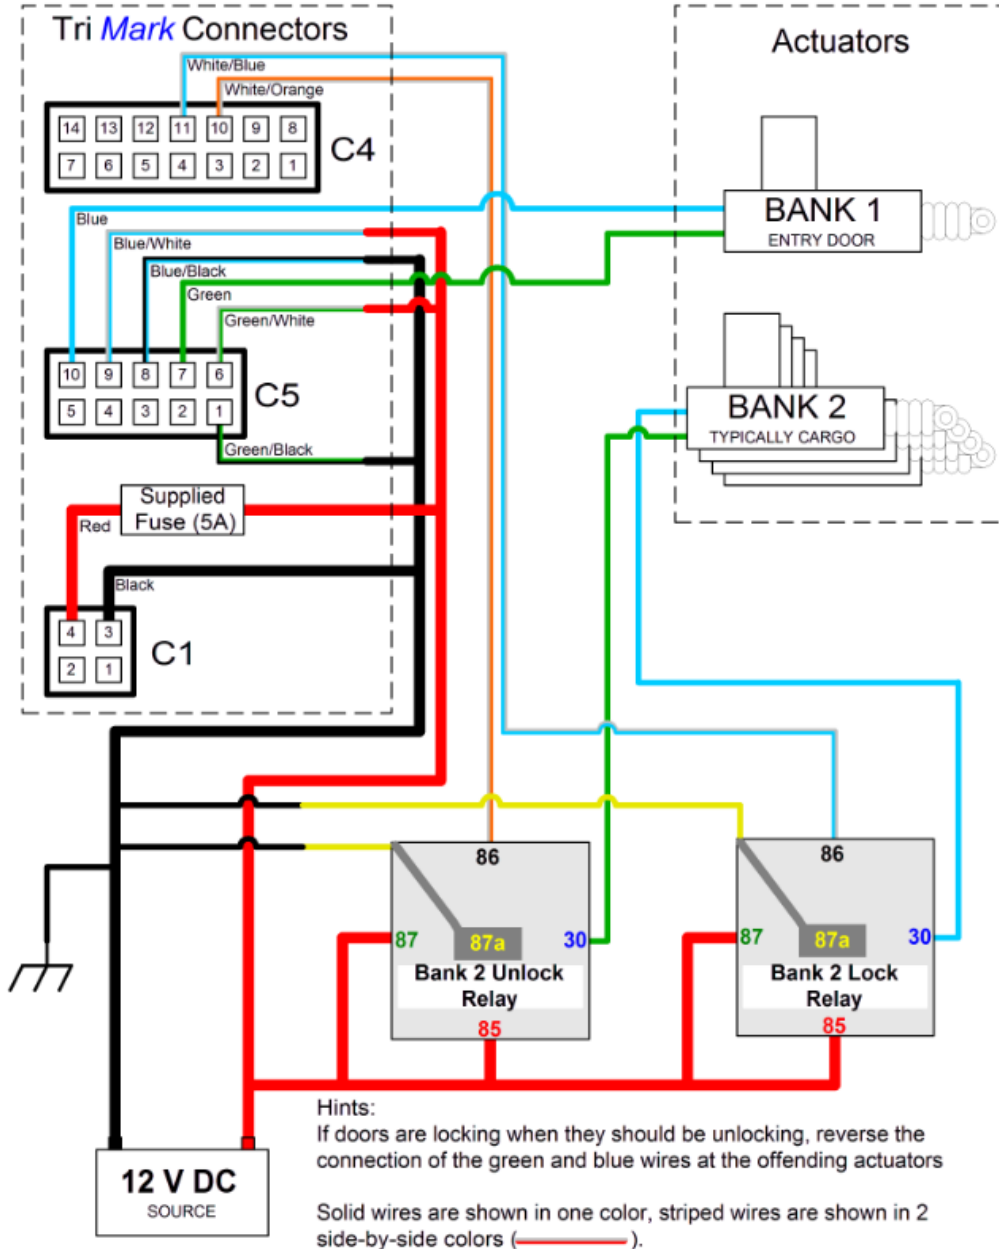 Tri Mark Connectors
Actuators
White/Blue
White/Orange
14 13 12 11 10 9 8
7 6 5 4 3 2 1
C4
Blue
Blue/White
Blue/Black
Green
Green/White
BANK 1
ENTRY DOOR
10 9 8 7 6
5 4 3 2 1
C5
Green/Black
BANK 2
TYPICALLY CARGO
Supplied
Fuse (5A)
Red
Black
4 3
2 1
C1
86
87
87a
30
Bank 2 Unlock
Relay
85
86
87
87a
30
Bank 2 Lock
Relay
85
12 V DC
SOURCE
Hints:
If doors are locking when they should be unlocking, reverse the
connection of the green and blue wires at the offending actuators
Solid wires are shown in one color, striped wires are shown in 2
side-by-side colors ( ).